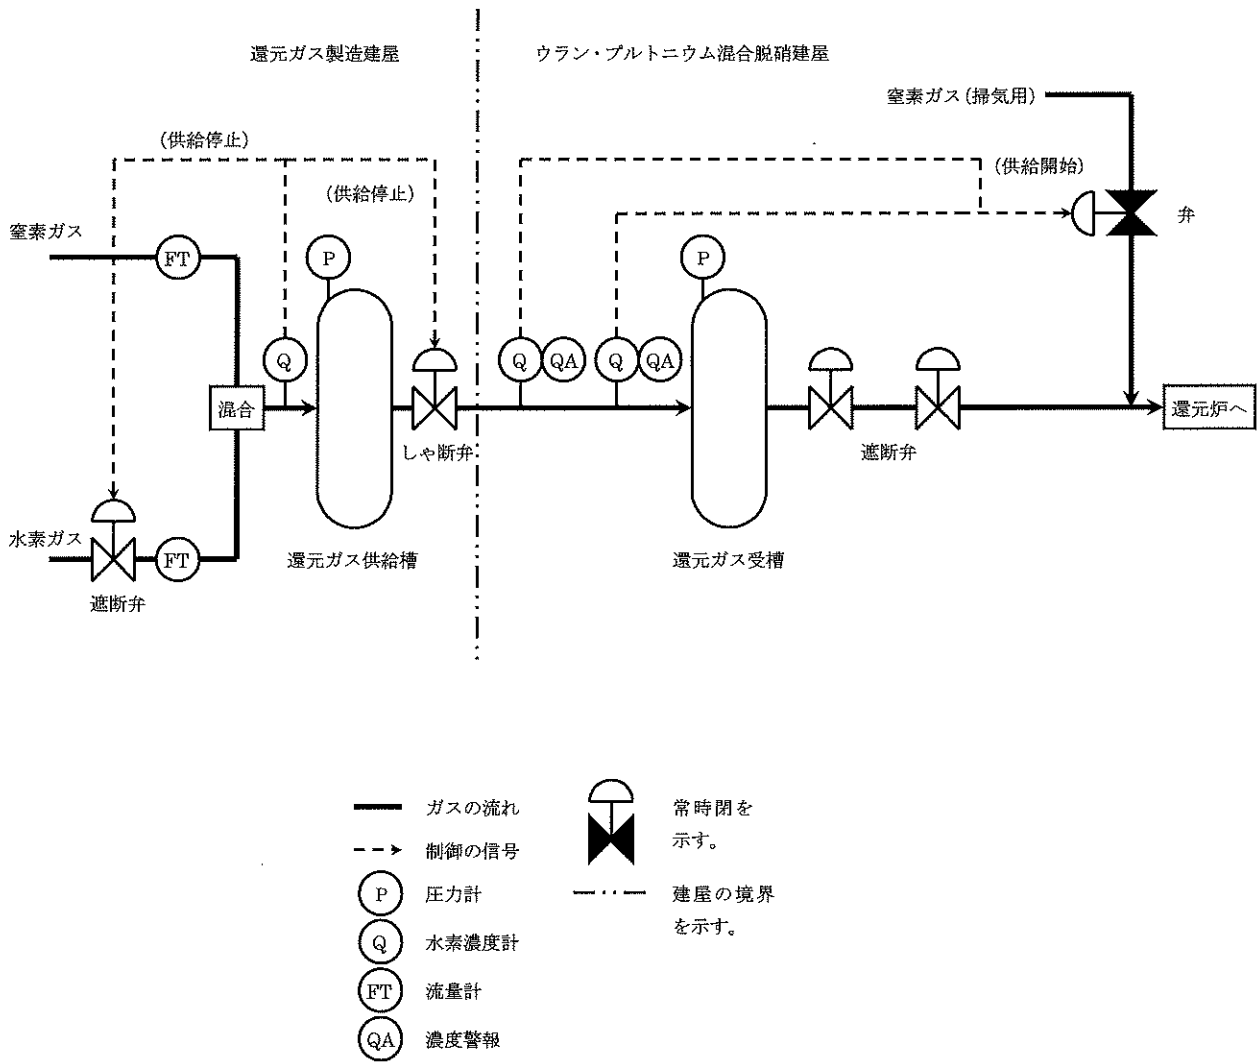 還元ガス製造建屋
ウラン・プルトニウム混合脱硝建屋
窒素ガス(掃気用)
(供給停止)
(供給停止)
(供給開始)
弁
窒素ガス
FT
P
P
Q
Q
QA
Q
QA
混合
還元炉へ
しゃ断弁
遮断弁
水素ガス
FT
還元ガス供給槽
還元ガス受槽
遮断弁
ガスの流れ
制御の信号
P
圧力計
Q
水素濃度計
FT
流量計
QA
濃度警報
常時閉を
示す。
建屋の境界
を示す。